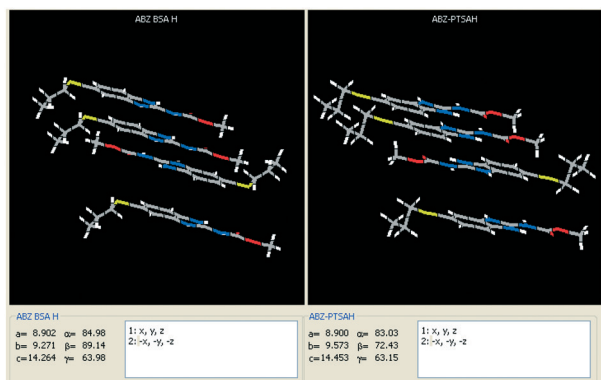 ABZ BSA H
ABZ-PTSAH
ABZ BSA H
a= 8.902 α= 84.98
b= 9.271 β= 89.14
c=14.264 γ= 63.98
1: x, y, z
2: -x, -y, -z
ABZ-PTSAH
a= 8.900 α= 83.03
b= 9.573 β= 72.43
c=14.453 γ= 63.15
1: x, y, z
2: -x, -y, -z